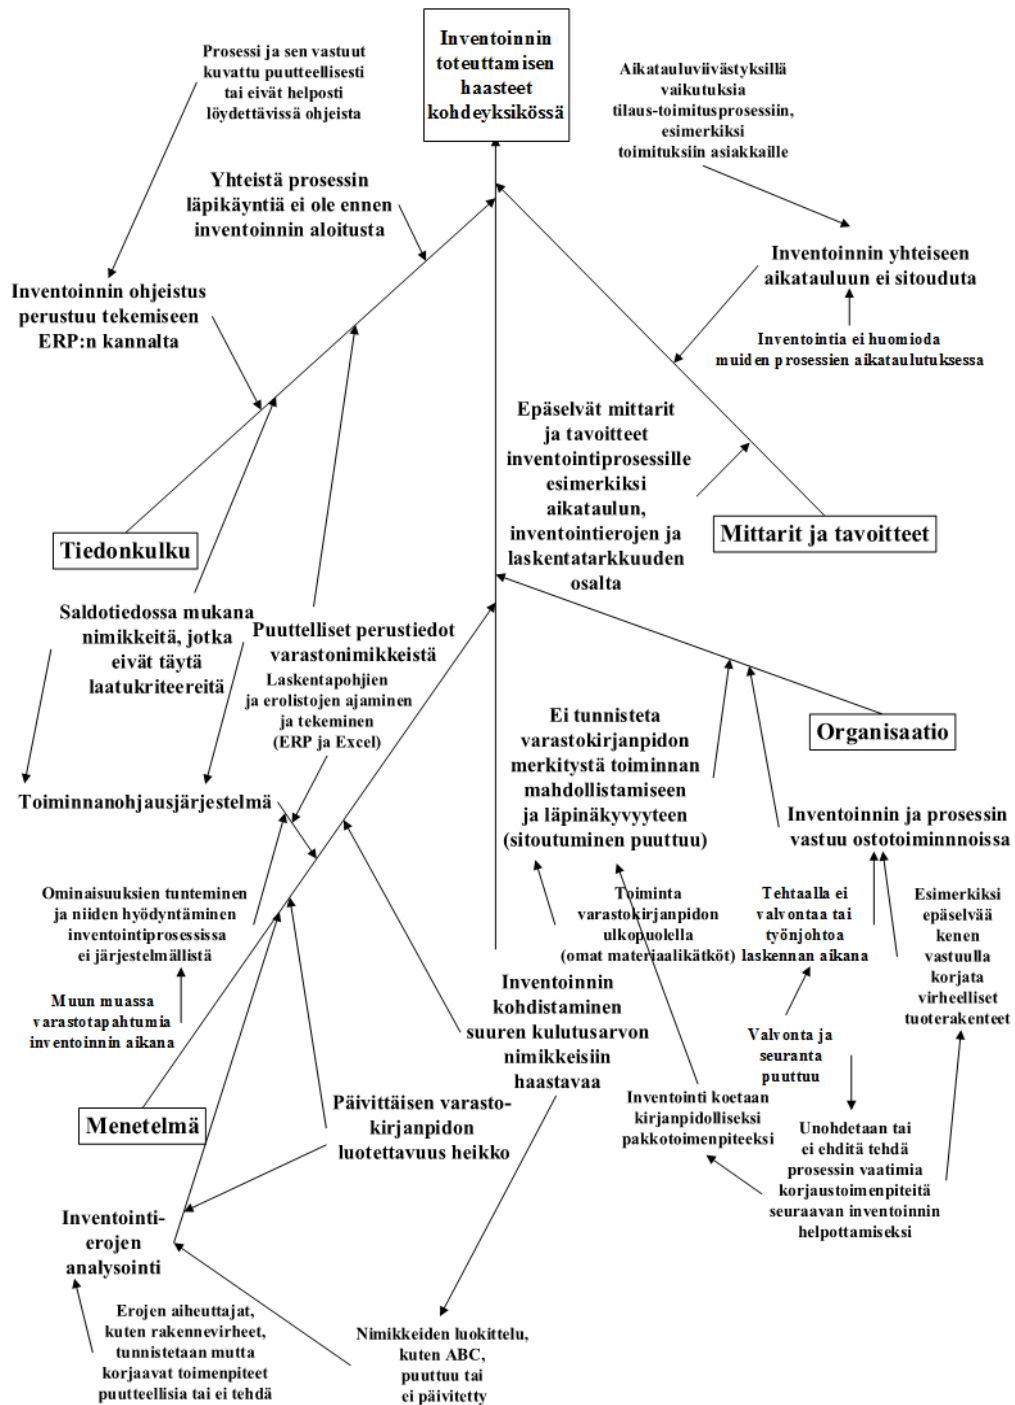 Inventoinnin
toteuttamisen
haasteet
kohdeyksikössä
Prosessi ja sen vastuut
kuvattu puutteellisesti
tai eivät helposti
löydettävissä ohjeista
Aikatauluviivästyksillä
vaikutuksia
tilaus-toimitusprosessiin,
esimerkiksi
toimituksiin asiakkaille
Yhteistä prosessin
läpikäyntiä ei ole ennen
inventoinnin aloitusta
Inventoinnin yhteiseen
aikatauluun ei sitouduta
Inventoinnin ohjeistus
perustuu tekemiseen
ERP:n kannalta
Inventointia ei huomioda
muiden prosessien aikataulutuksessa
Epäselvät mittarit
ja tavoitteet
inventointiprosessille
esimerkiksi
aikataulun,
inventointierojen ja
laskentatarkkuuden
osalta
Tiedonkulku
Mittarit ja tavoitteet
Saldotiedossa mukana
nimikkeitä, jotka
eivät täytä
laatukriteereitä
Puuttelliset perustiedot
varastonimikkeistä
Laskentapohjien
ja erolistojen ajaminen
ja tekeminen
(ERP ja Excel)
Ei tunnisteta
varastokirjanpidon
merkitystä toiminnan
mahdollistamiseen
ja läpinäkyvyyteen
(sitoutuminen puuttuu)
Organisaatio
Toiminnanohjausjärjestelmä
Inventoinnin ja prosessin
vastuu ostotoiminnnoissa
Ominaisuuksien tunteminen
ja niiden hyödyntäminen
inventointiprosessissa
ei järjestelmällistä
Toiminta
varastokirjanpidon
ulkopuolella
(omat materiaalikätköt)
Tehtaalla ei
valvontaa tai
työnjohtoa
laskennan aikana
Esimerkiksi
epäselvää
kenen
vastuulla
korjata
virheelliset
tuoterakenteet
Muun muassa
varastotapahtumia
inventoinnin aikana
Inventoinnin
kohdistaminen
suuren kulutusarvon
nimikkeisiin
haastavaa
Valvonta ja
seuranta
puuttuu
Menetelmä
Päivittäisen varasto-
kirjanpidon
luotettavuus heikko
Inventointi koetaan
kirjanpidolliseksi
pakkotoimenpiteeksi
Unohdetaan tai
ei ehditä tehdä
prosessin vaatimia
korjaustoimenpiteitä
seuraavan inventoinnin
helpottamiseksi
Inventointi-
erojen
analysointi
Erojen aiheuttajat,
kuten rakennevirheet,
tunnistetaan mutta
korjaavat toimenpiteet
puutteellisia tai ei tehdä
Nimikkeiden luokittelu,
kuten ABC,
puuttuu tai
ei päivitetty